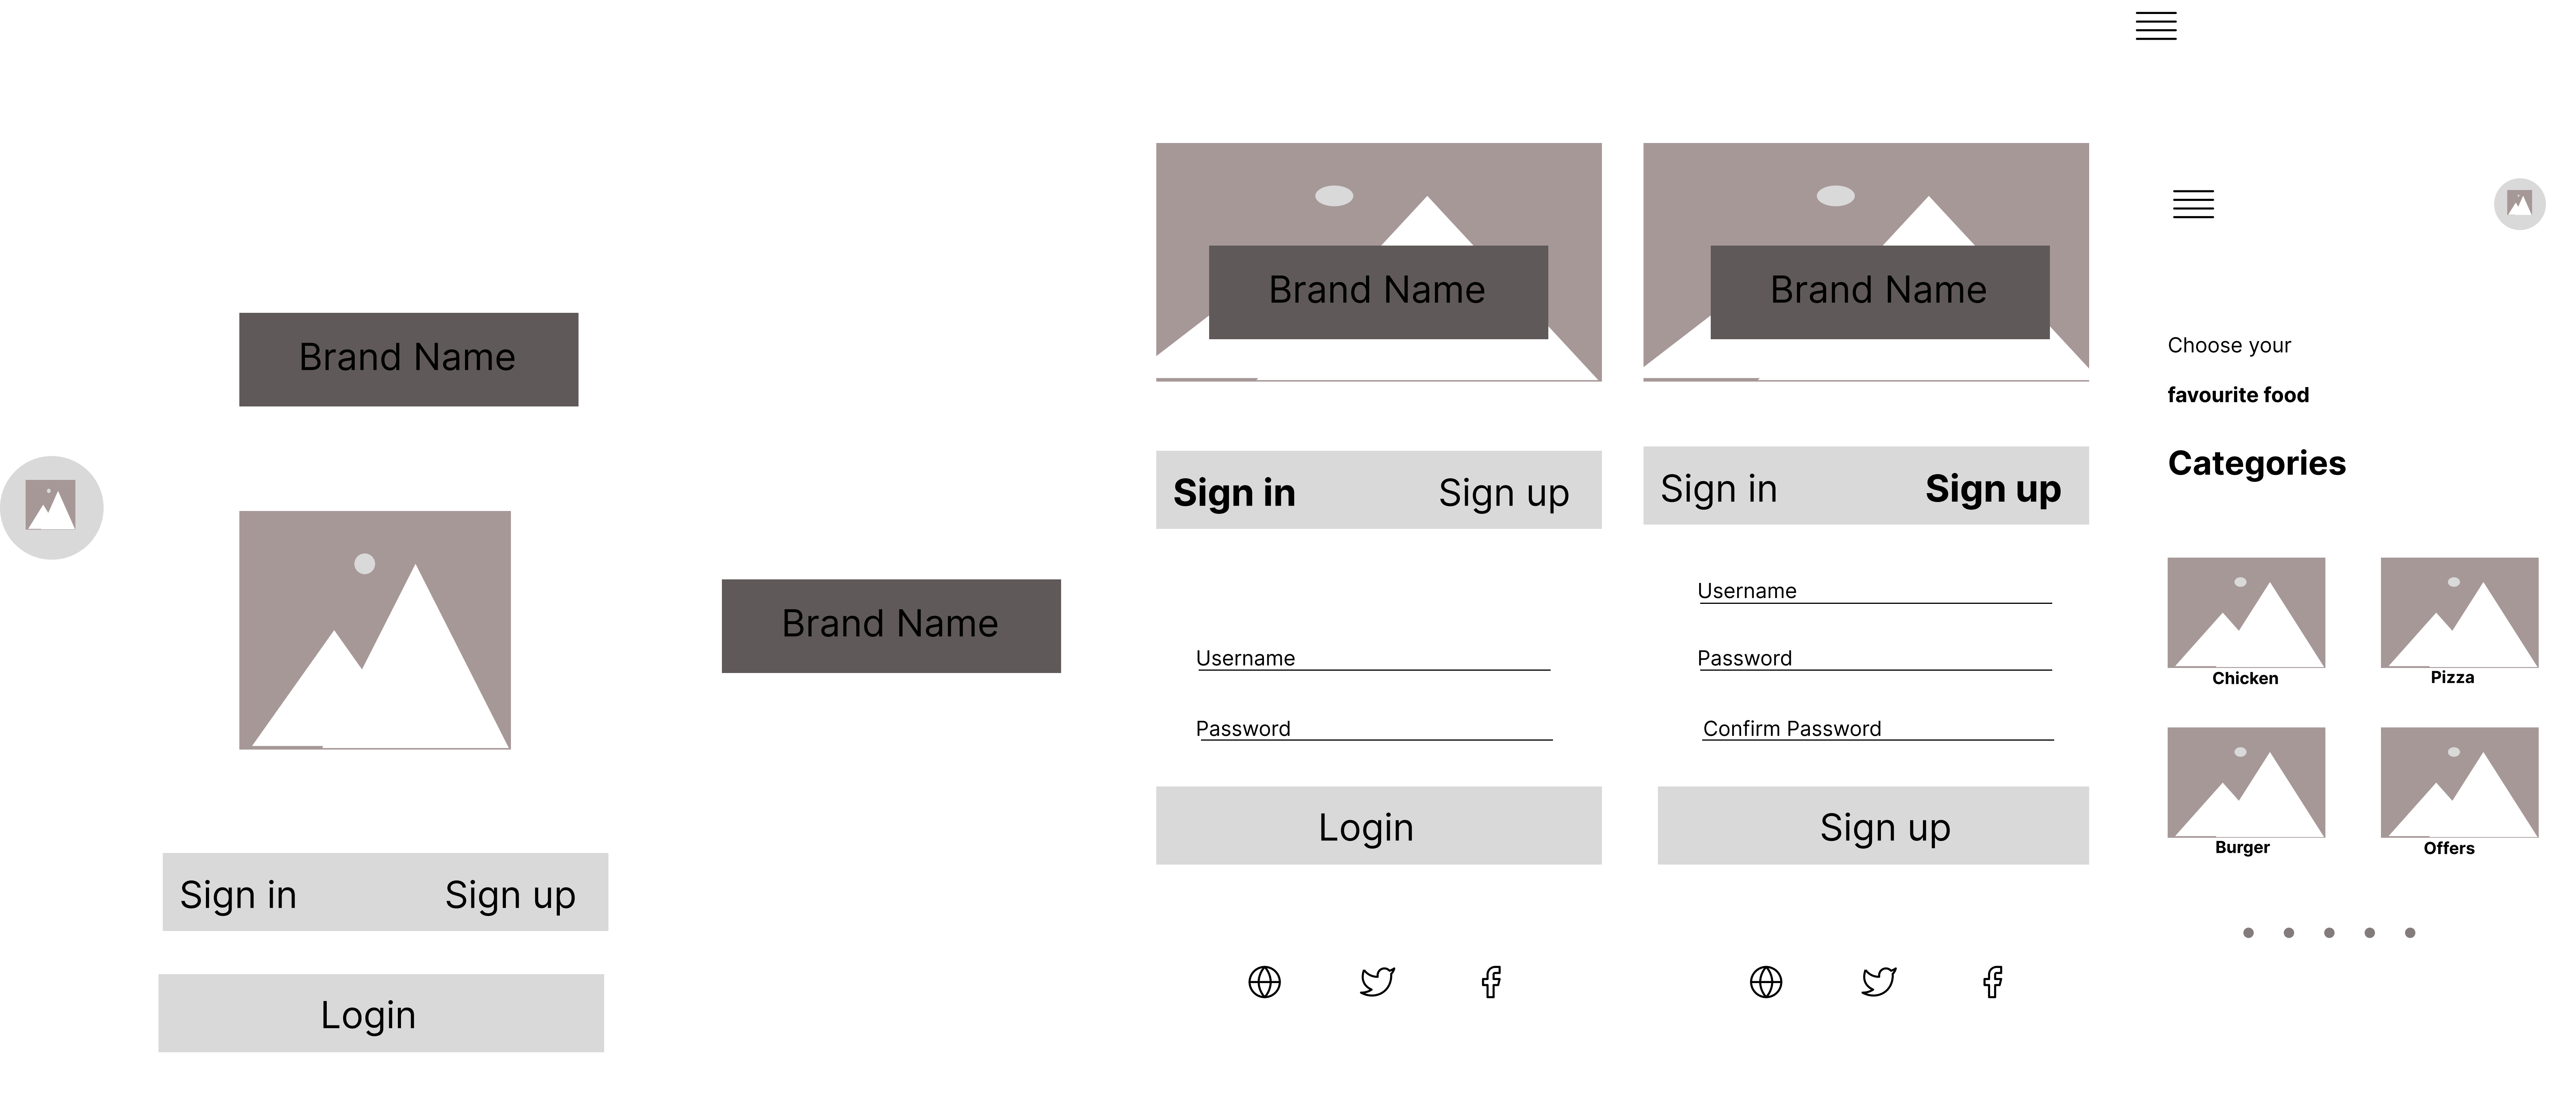 Brand Name
Sign in
Sign up
Login
Brand Name
Brand Name
Sign in
Sign up
Username
Password
Login
Brand Name
Sign in
Sign up
Username
Password
Confirm Password
Sign up
Choose your
favourite food
Categories
Chicken
Pizza
Burger
Offers